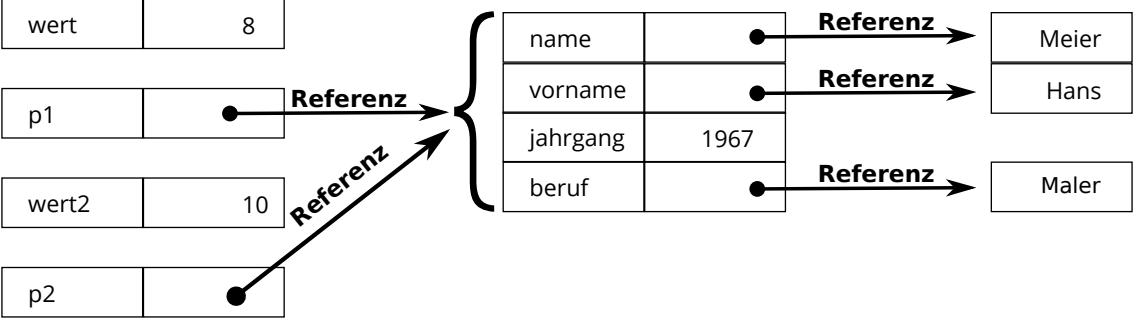 wert 8
p1
wert2 10
p2
Referenz
Referenz
name
vorname
jahrgang 1967
beruf
Referenz
Referenz
Referenz
Meier
Hans
Maler